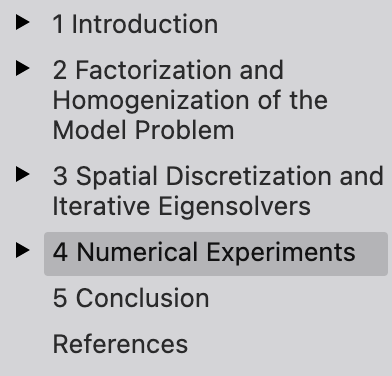 1 Introduction
2 Factorization and
Homogenization of the
Model Problem
3 Spatial Discretization and
Iterative Eigensolvers
4 Numerical Experiments
5 Conclusion
References